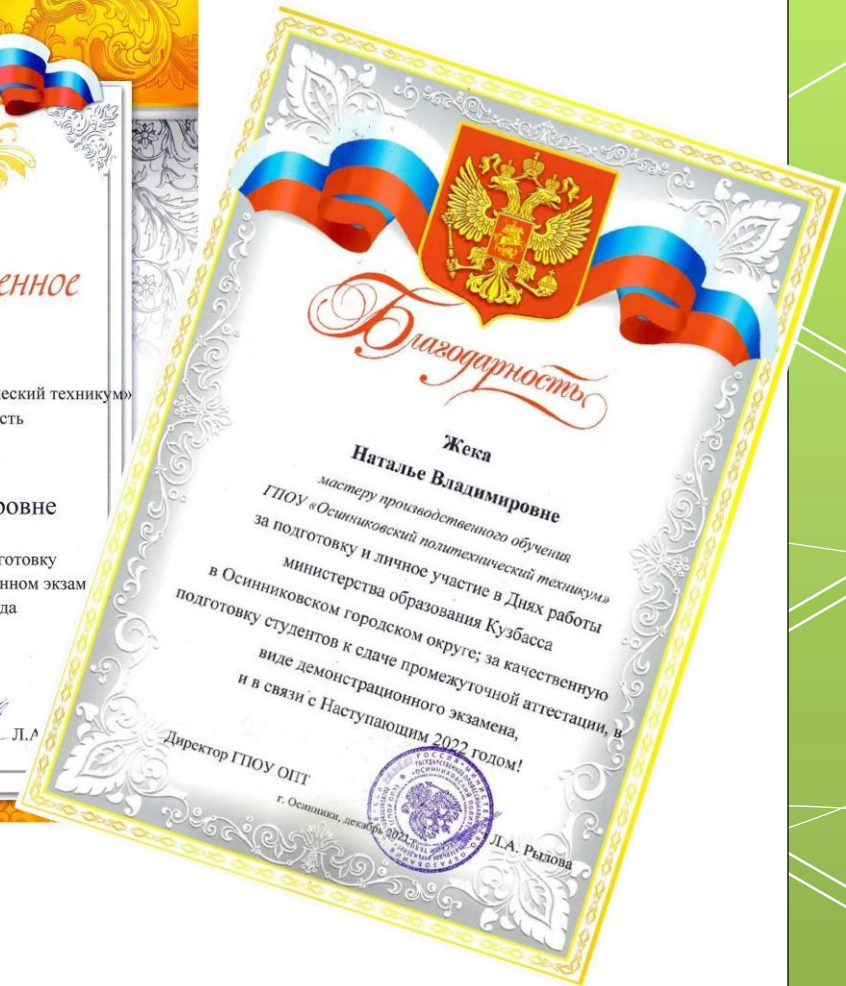 енное
еский техникум»
сть
ровне
готовку
нном экзам
да
Л.А
Благодарность
Жека
Наталье Владимировне
мастеру производственного обучения
ГПОУ «Осинниковский политехнический техникум»
за подготовку и личное участие в Днях работы
министерства образования Кузбасса
в Осинниковском городском округе; за качественную
подготовку студентов к сдаче промежуточной аттестации, в
виде демонстрационного экзамена,
и в связи с Наступающим 2022 годом!
Директор ГПОУ ОПТ
Л.А. Рылова
г. Осинники, декабрь 2021 г.